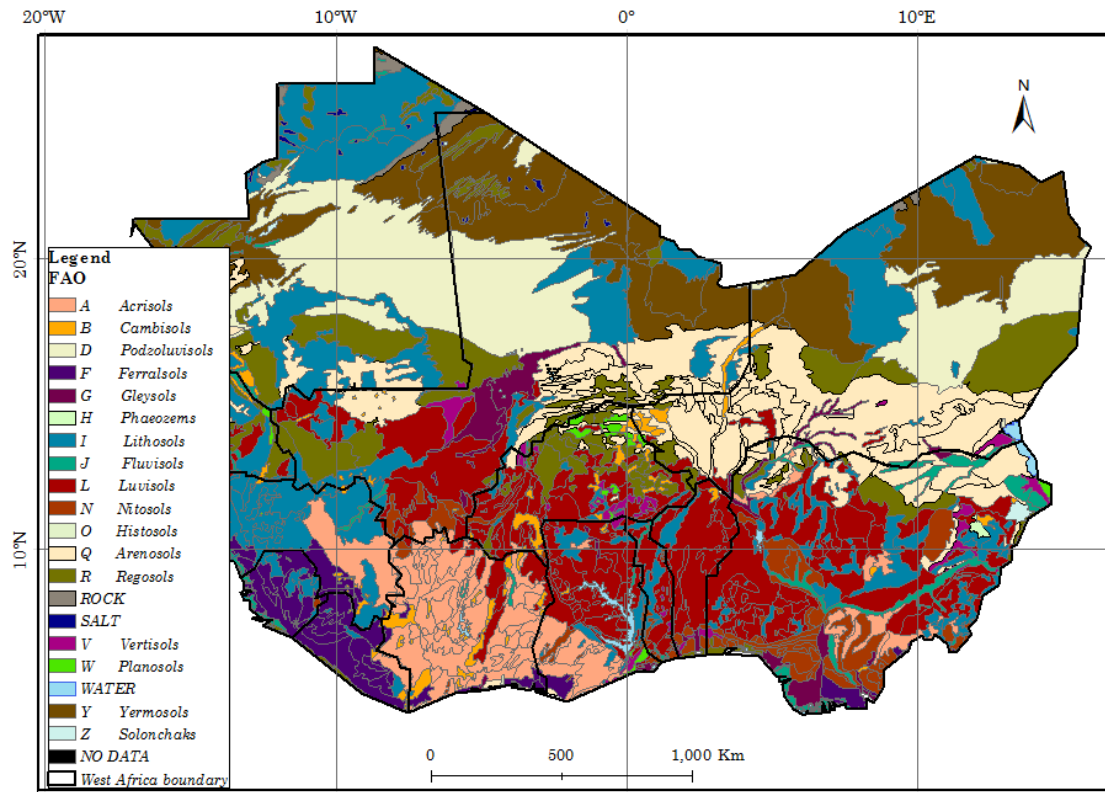 20°W 10°W 0° 10°E
N
20°N
Legend
FAO
A Acrisols
B Cambisols
D Podzoluvisols
F Ferralsols
G Gleysols
H Phaeozems
I Lithosols
J Fluvisols
L Luvisols
N Nitosols
O Histosols
Q Arenosols
R Regosols
ROCK
SALT
V Vertisols
W Planosols
WATER
Y Yermosols
Z Solonchaks
NO DATA
West Africa boundary
10°N
0 500 1,000 Km